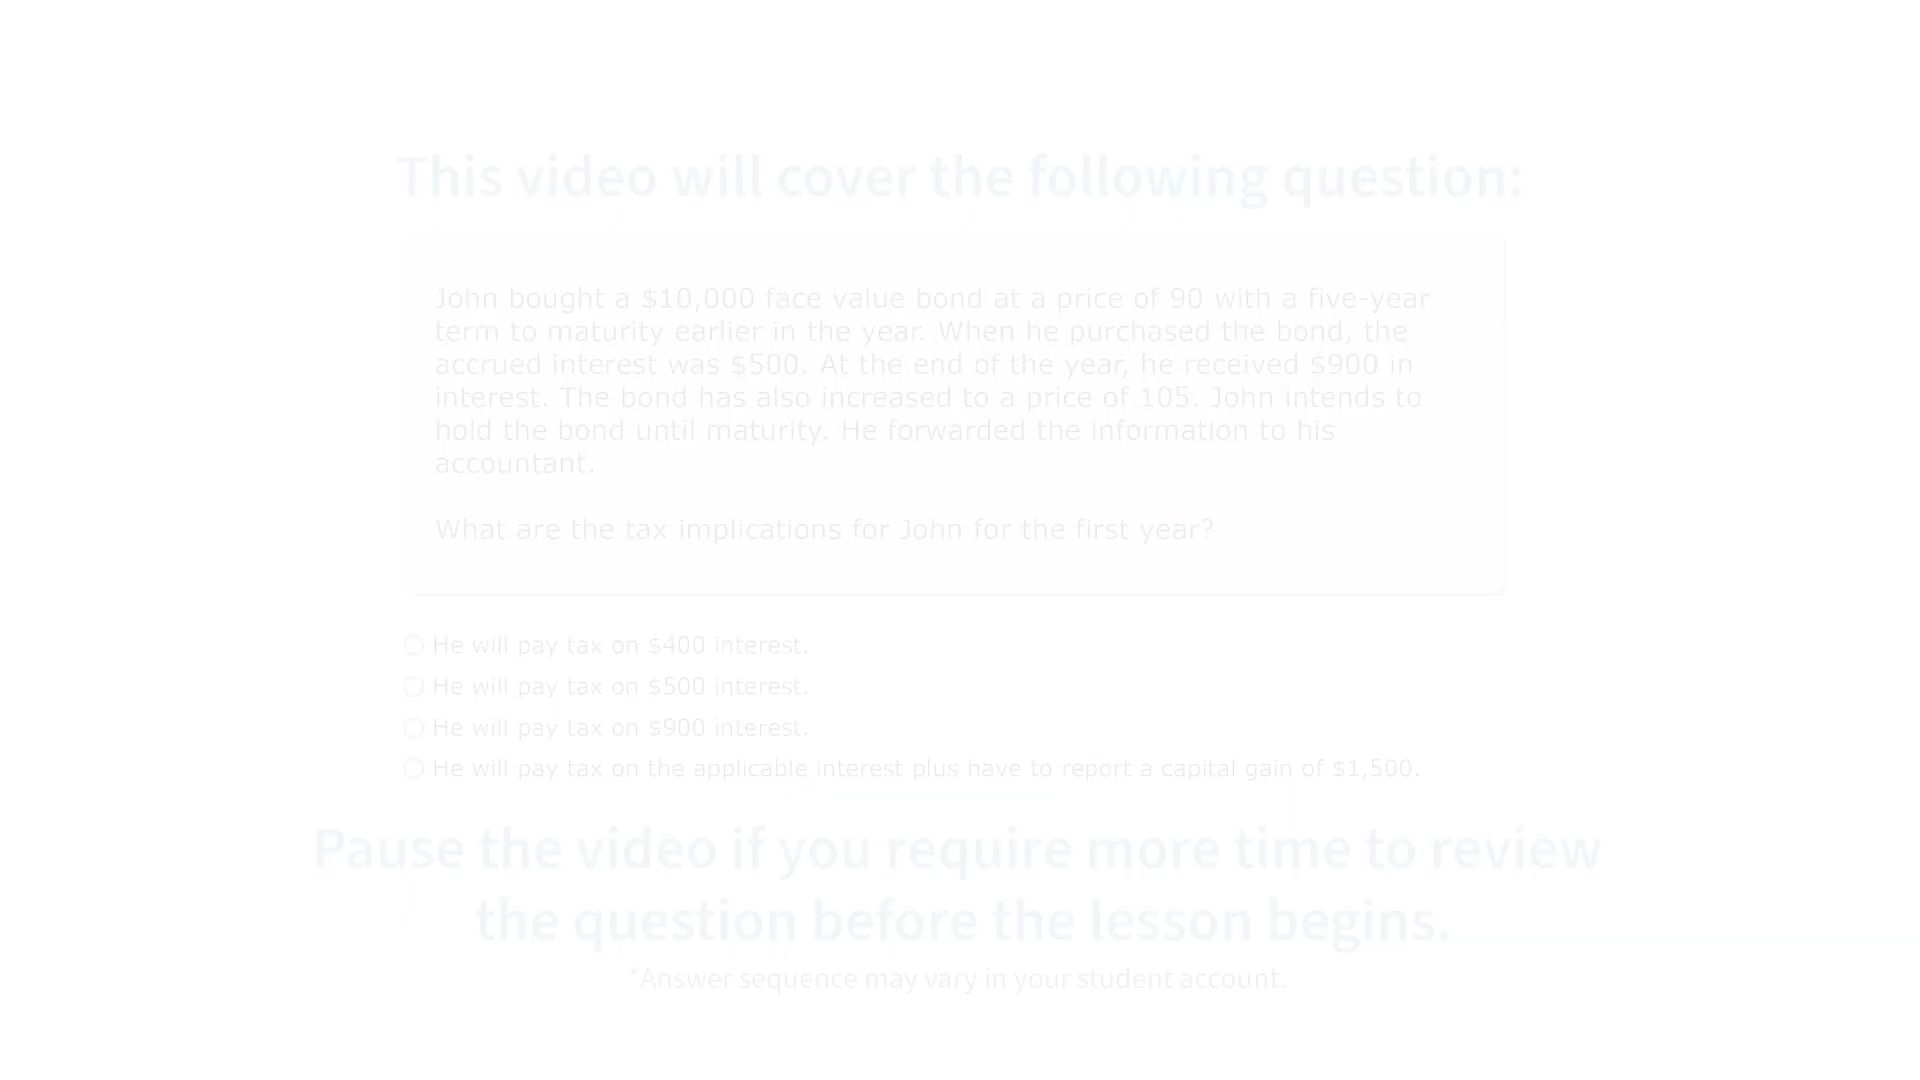 This video will cover the following question:
John bought a $10,000 face value bond at a price of 90 with a five-year
term to maturity earlier in the year. When he purchased the bond, the
accrued interest was $500. At the end of the year, he received $900 in
interest. The bond has also increased to a price of 105. John intends to
hold the bond until maturity. He forwarded the information to his
accountant.
What are the tax implications for John for the first year?
He will pay tax on $400 interest.
He will pay tax on $500 interest.
He will pay tax on $900 interest.
He will pay tax on the applicable interest plus have to report a capital gain of $1,500.
Pause the video if you require more time to review
the question before the lesson begins.
*Answer sequence may vary in your student account.